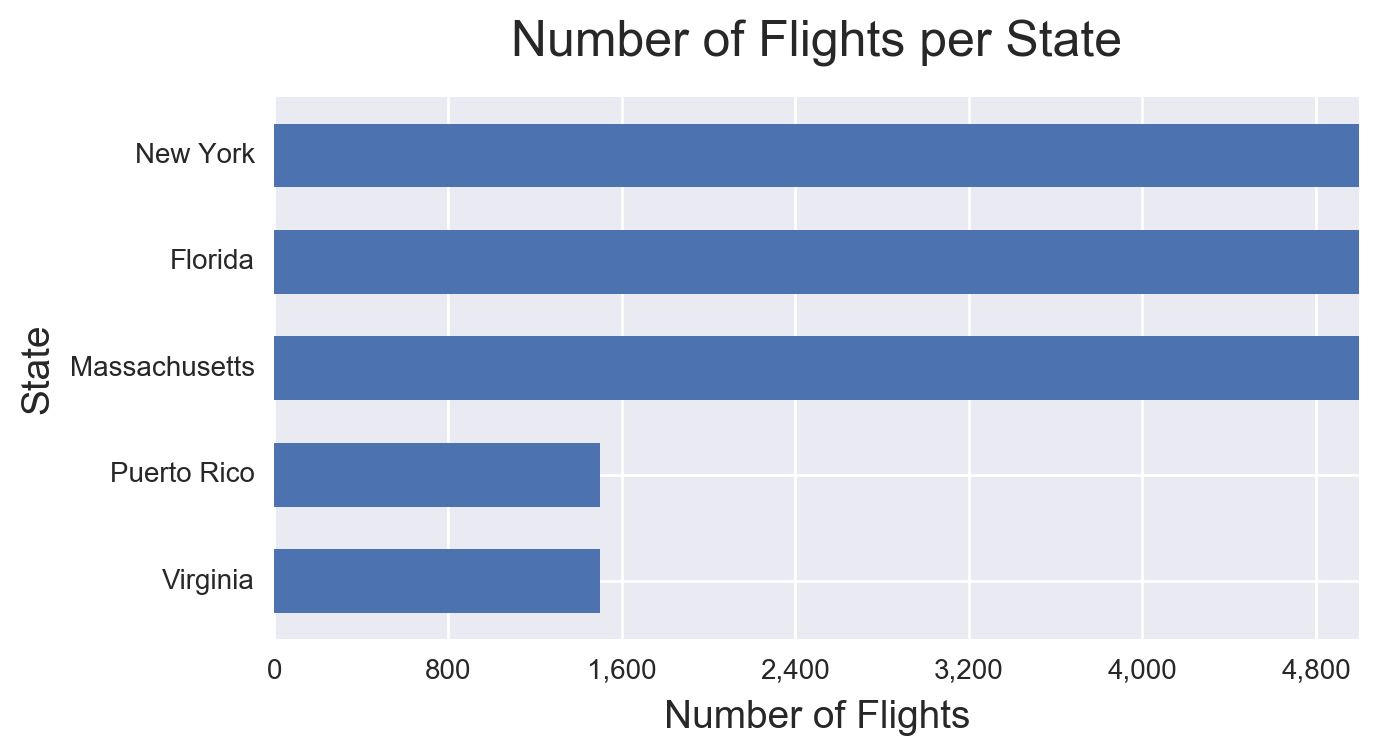 Number of Flights per State
New York
Florida
Massachusetts
Puerto Rico
Virginia
State
0 800 1,600 2,400 3,200 4,000 4,800
Number of Flights